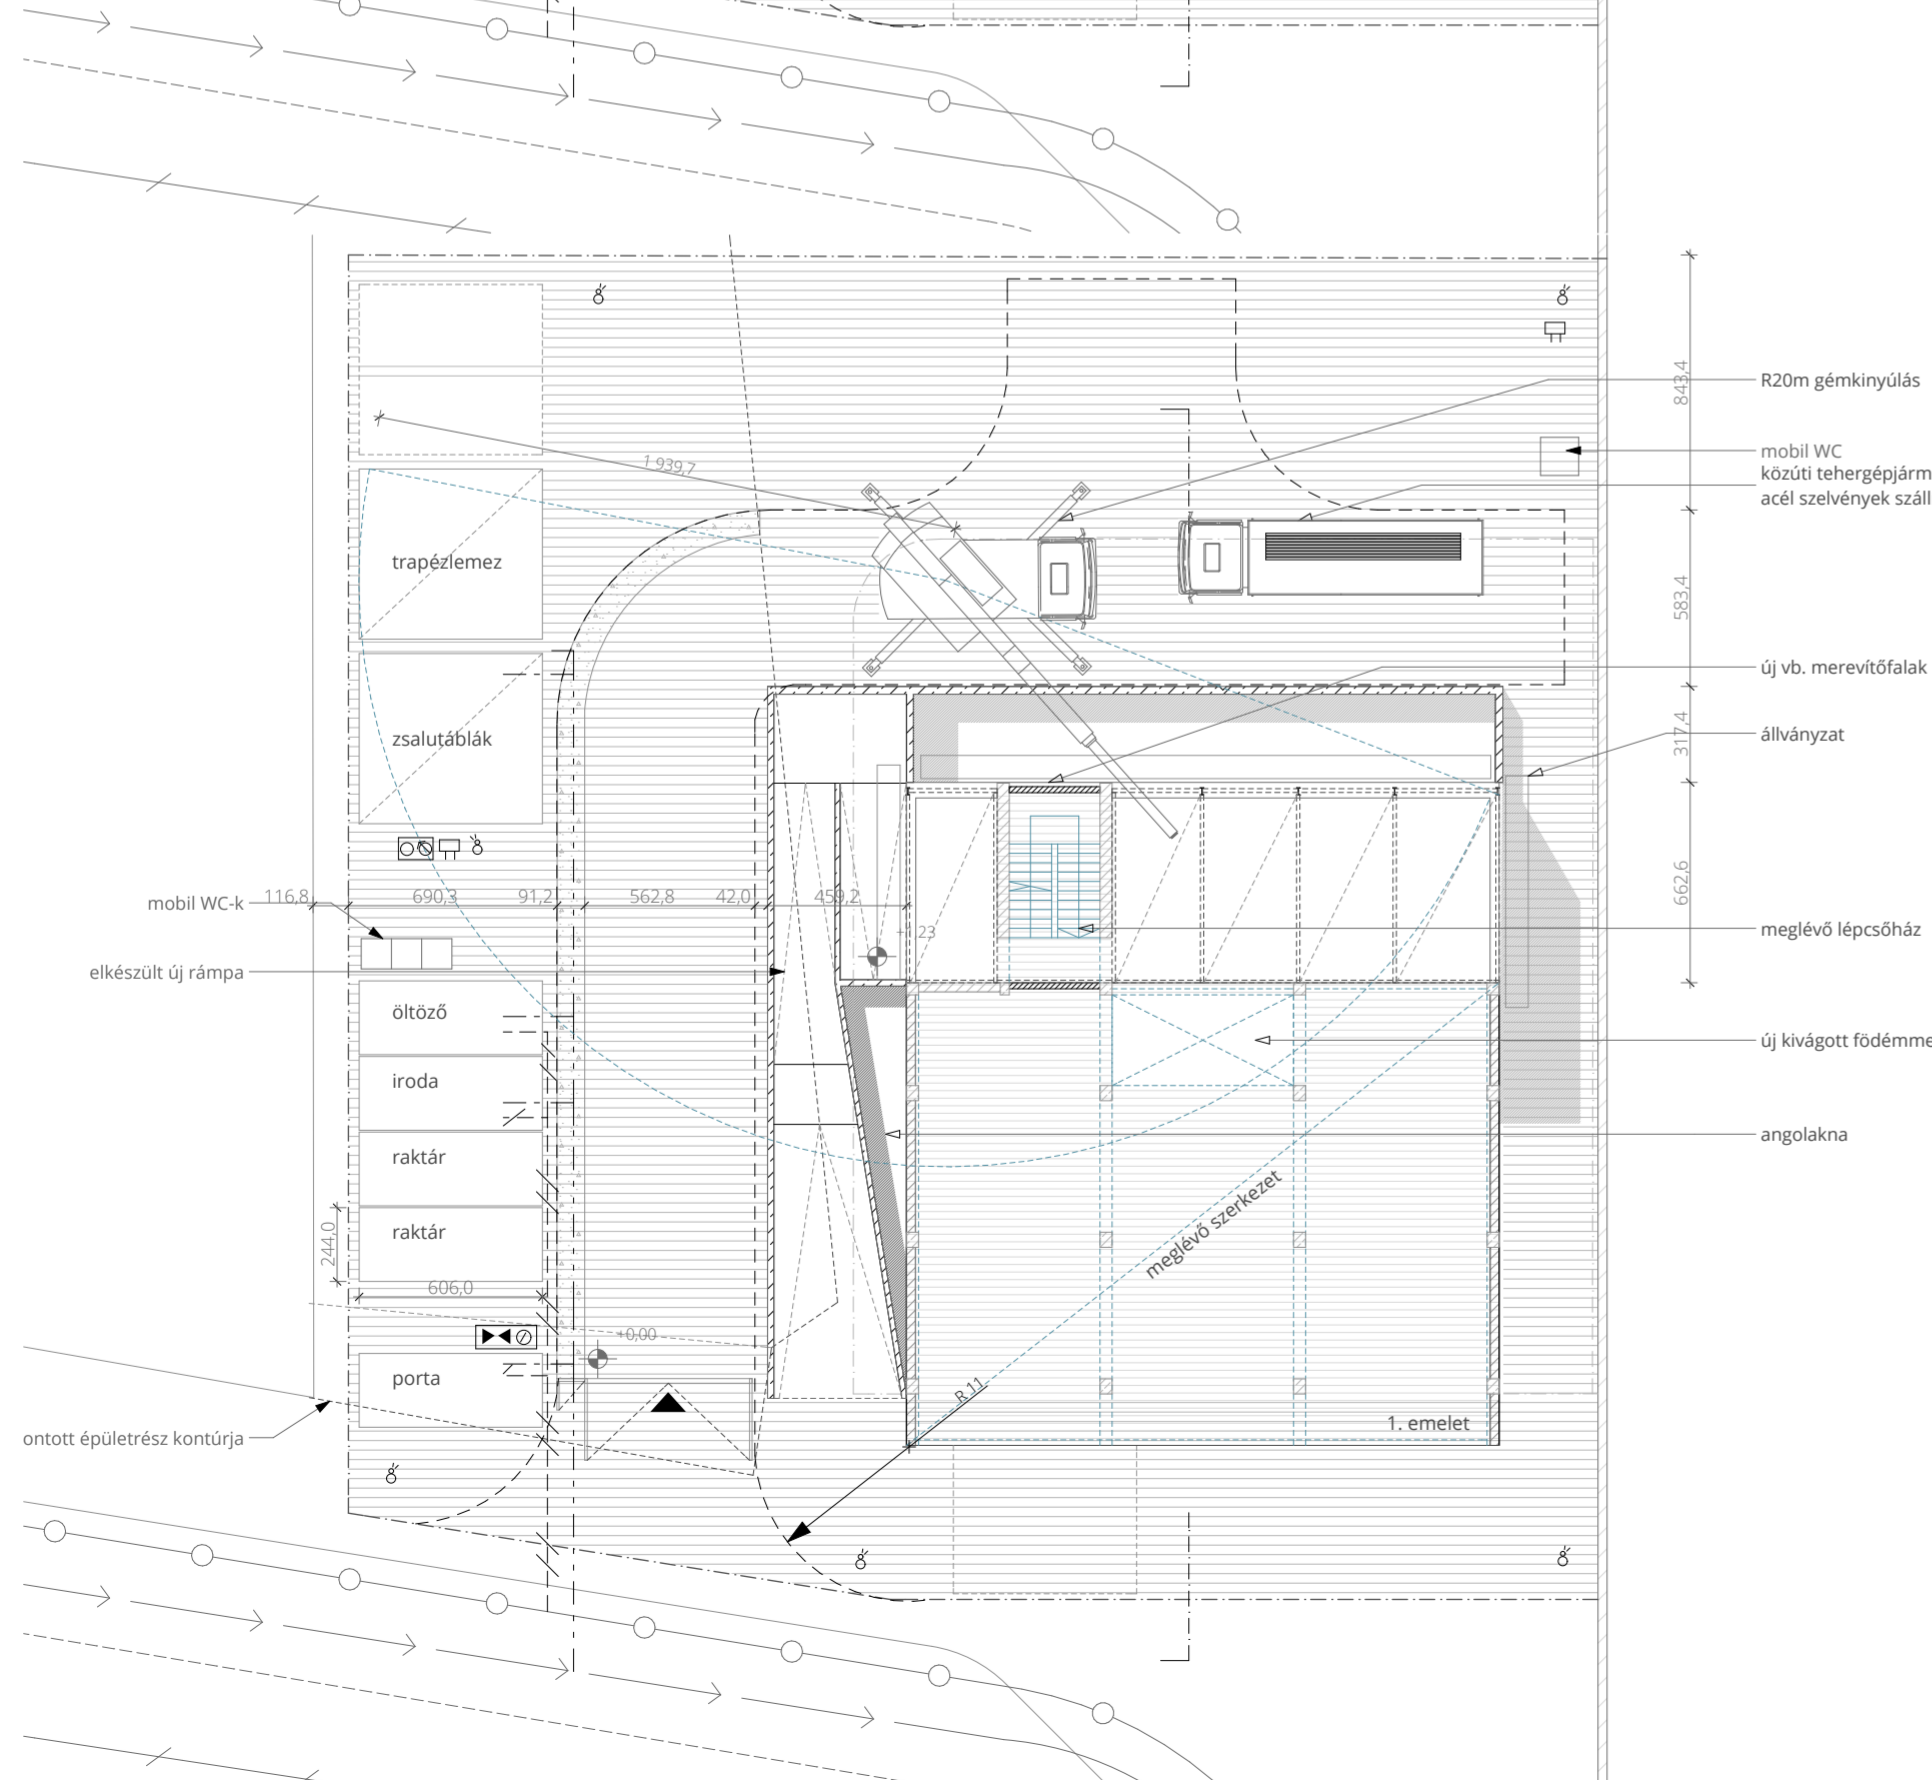 843,4
R20m gémkinyúlás
mobil WC
közúti tehergépjárm
acél szelvények száll
1 939,7
trapézlemez
583,4
új vb. merevítőfalak
zsalutáblák
317,4
állványzat
mobil WC-k
116,8
690,3
91,2
562,8
42,0
459,2
662,6
meglévő lépcsőház
elkészült új rámpa
öltöző
új kivágott födémme
iroda
angolakna
raktár
meglévő szerkezet
raktár
244,0
606,0
+0,00
porta
R 11
1. emelet
ontott épületrész kontúrja